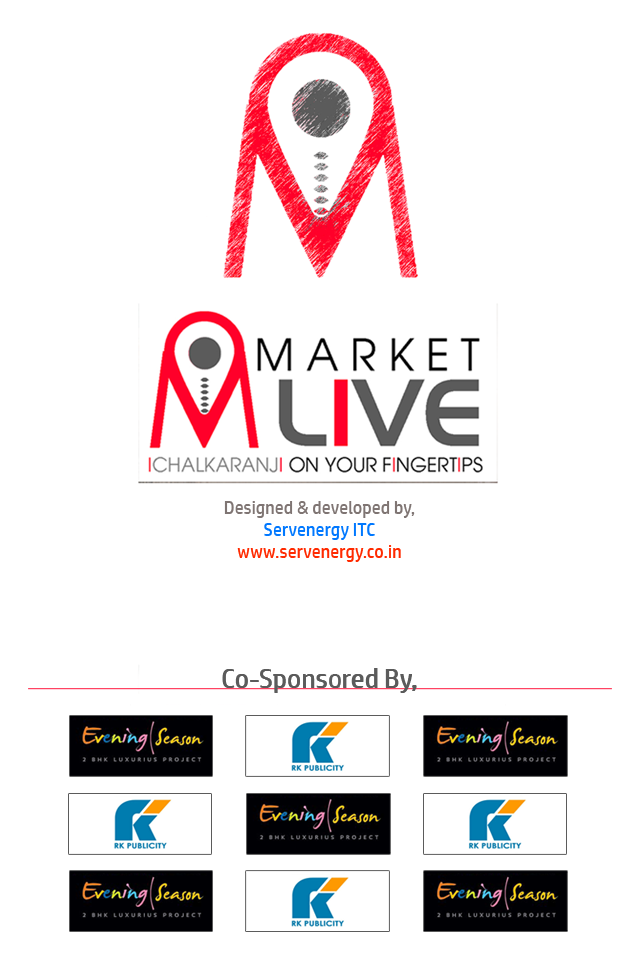 MARKET
LIVE
ICHALKARANJI ON YOUR FINGERTIPS
Designed & developed by,
Servenergy ITC
www.servenergy.co.in
Co-Sponsored By,
Evening Season
2 BHK LUXURIUS PROJECT
RK PUBLICITY
Evening Season
2 BHK LUXURIUS PROJECT
RK PUBLICITY
Evening Season
2 BHK LUXURIUS PROJECT
RK PUBLICITY
Evening Season
2 BHK LUXURIUS PROJECT
RK PUBLICITY
Evening Season
2 BHK LUXURIUS PROJECT